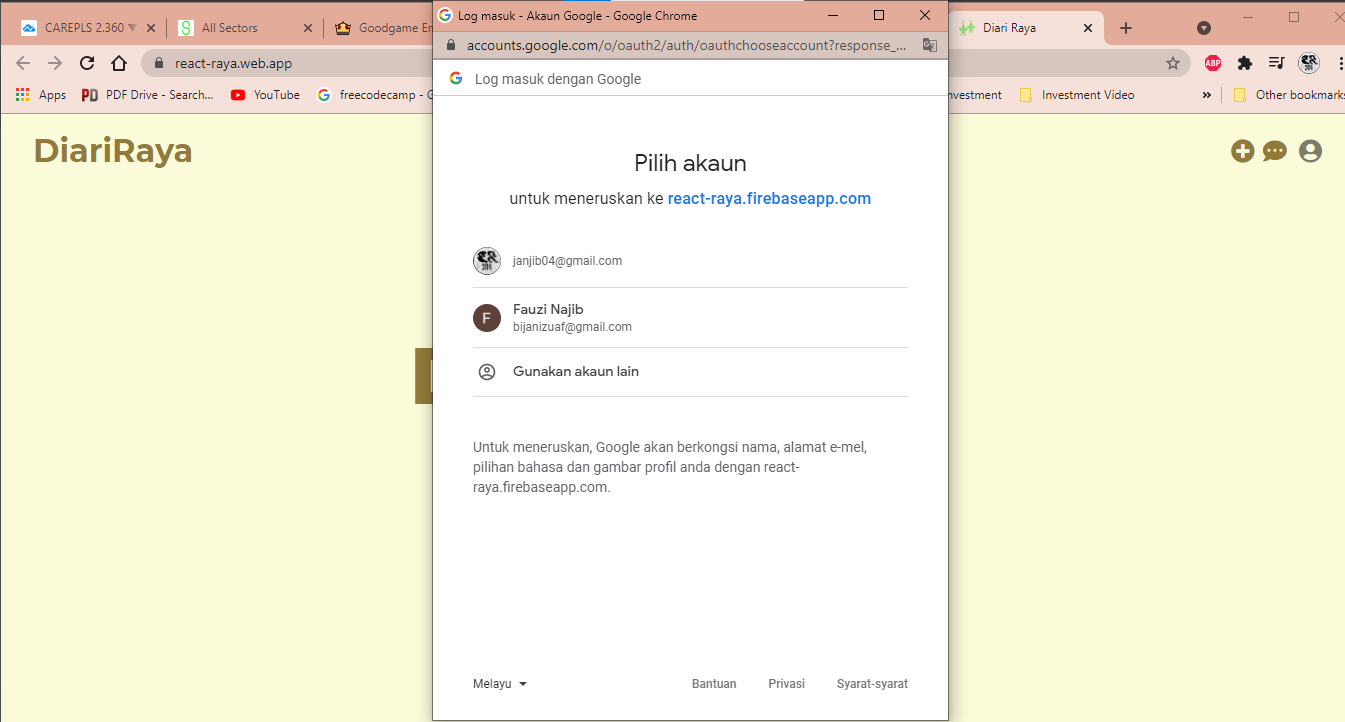 CAREPLS 2.360
All Sectors
Goodgame Em
Log masuk - Akaun Google - Google Chrome
Diari Raya
accounts.google.com/o/oauth2/auth/oauthchooseaccount?response_...
react-raya.web.app
ABP
Log masuk dengan Google
Apps
PDF Drive - Search...
YouTube
freecodecamp - G
nvestment
Investment Video
»
Other bookmarks
DiariRaya
Pilih akaun
untuk meneruskan ke react-raya.firebaseapp.com
janjib04@gmail.com
F
Fauzi Najib
bijanizuaf@gmail.com
Gunakan akaun lain
Untuk meneruskan, Google akan berkongsi nama, alamat e-mel,
pilihan bahasa dan gambar profil anda dengan react-
raya.firebaseapp.com.
Melayu
Bantuan
Privasi
Syarat-syarat